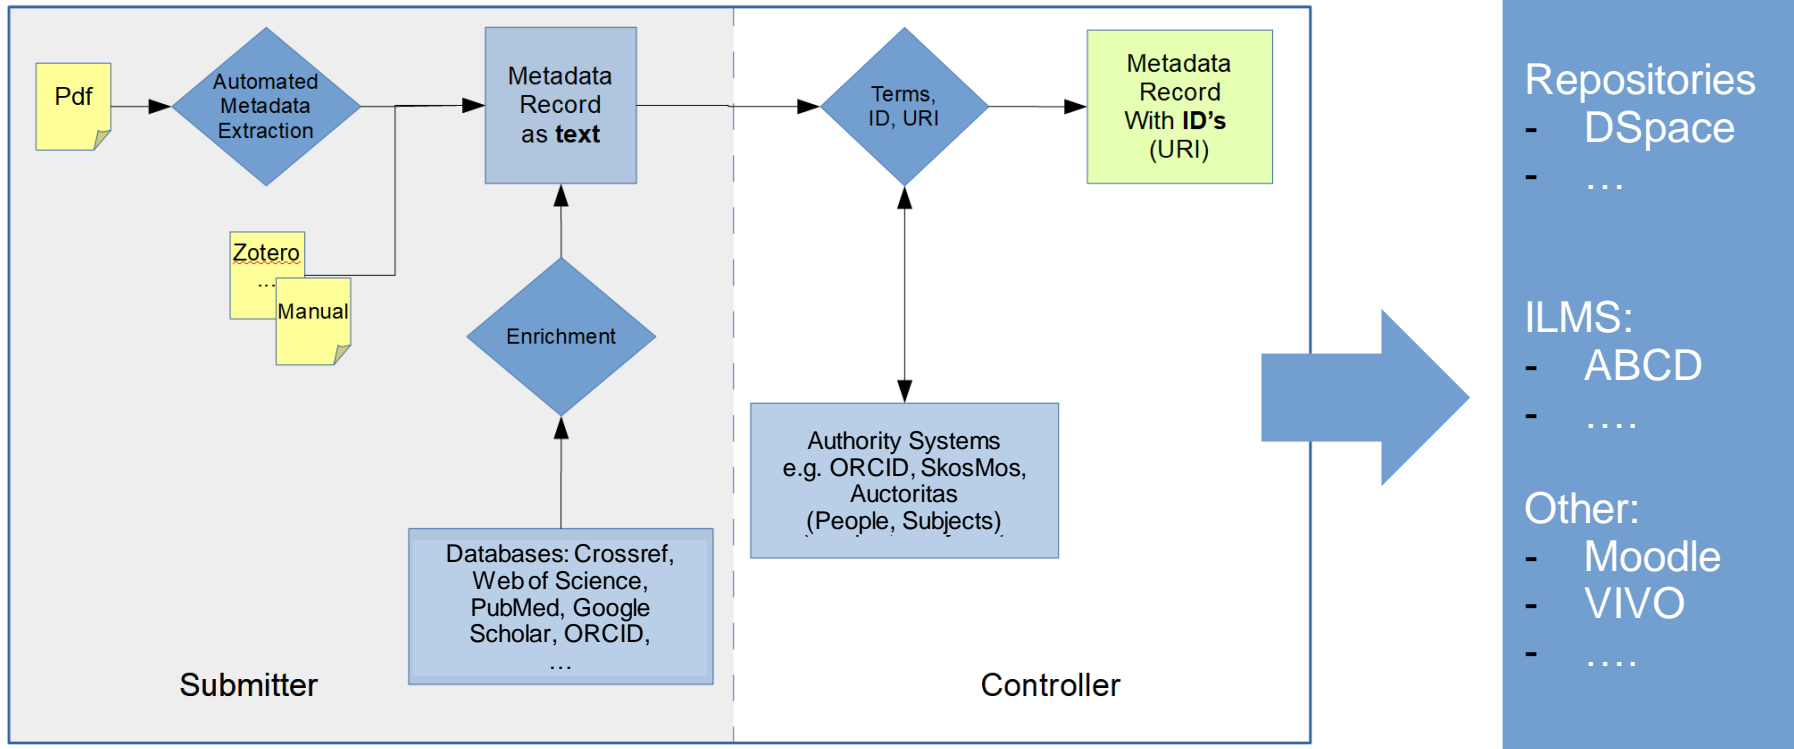 Pdf
Automated
Metadata
Extraction
Metadata
Record
as text
Terms,
ID, URI
Metadata
Record
With ID's
(URI)
Zotero
...
Manual
Enrichment
Authority Systems
e.g. ORCID, SkosMos,
Auctoritas
(People, Subjects)
Databases: Crossref,
Web of Science,
PubMed, Google
Scholar, ORCID,
...
Submitter
Controller
Repositories
- DSpace
- ...
ILMS:
- ABCD
- ....
Other:
- Moodle
- VIVO
- ....